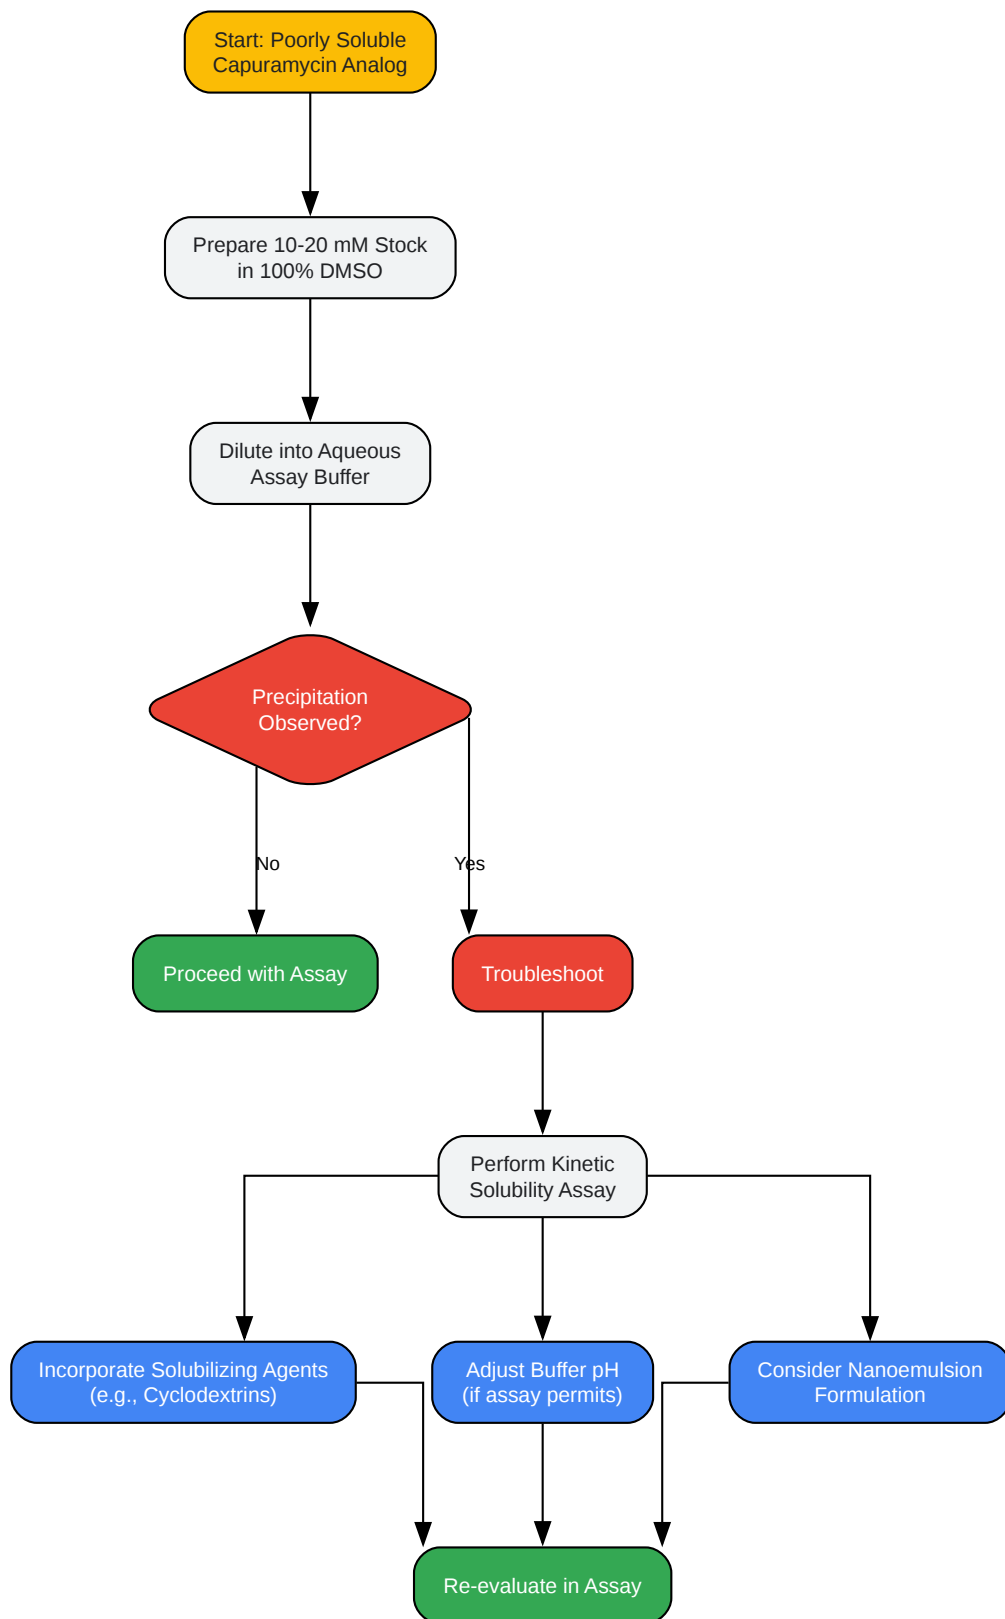 Start: Poorly Soluble
Capuramycin Analog
Prepare 10-20 mM Stock
in 100% DMSO
Dilute into Aqueous
Assay Buffer
Precipitation
Observed?
No
Yes
Proceed with Assay
Troubleshoot
Perform Kinetic
Solubility Assay
Incorporate Solubilizing Agents
(e.g., Cyclodextrins)
Adjust Buffer pH
(if assay permits)
Consider Nanoemulsion
Formulation
Re-evaluate in Assay